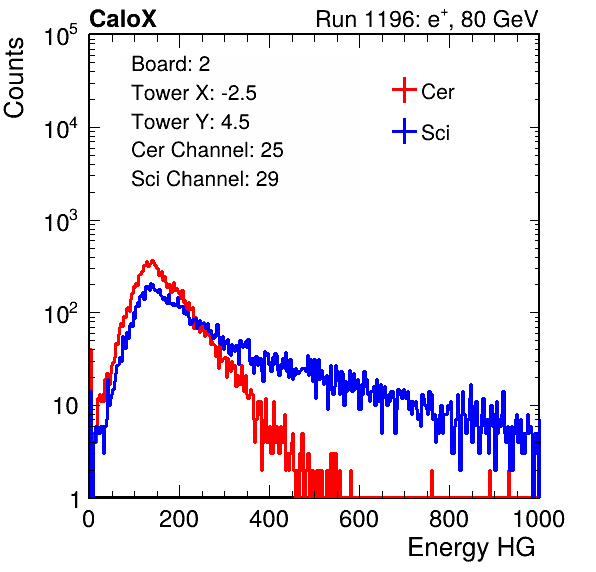 CaloX Run 1196: e⁺, 80 GeV
Counts
10⁵
10⁴
10³
10²
10
1
Board: 2
Tower X: -2.5
Tower Y: 4.5
Cer Channel: 25
Sci Channel: 29
Cer
Sci
0 200 400 600 800 1000
Energy HG